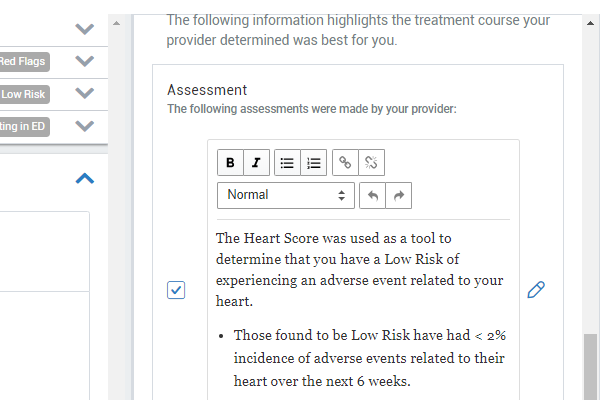 Red Flags
Low Risk
ting in ED
The following information highlights the treatment course your
provider determined was best for you.
Assessment
The following assessments were made by your provider:
B I
Normal
The Heart Score was used as a tool to
determine that you have a Low Risk of
experiencing an adverse event related to your
heart.
• Those found to be Low Risk have had < 2%
incidence of adverse events related to their
heart over the next 6 weeks.